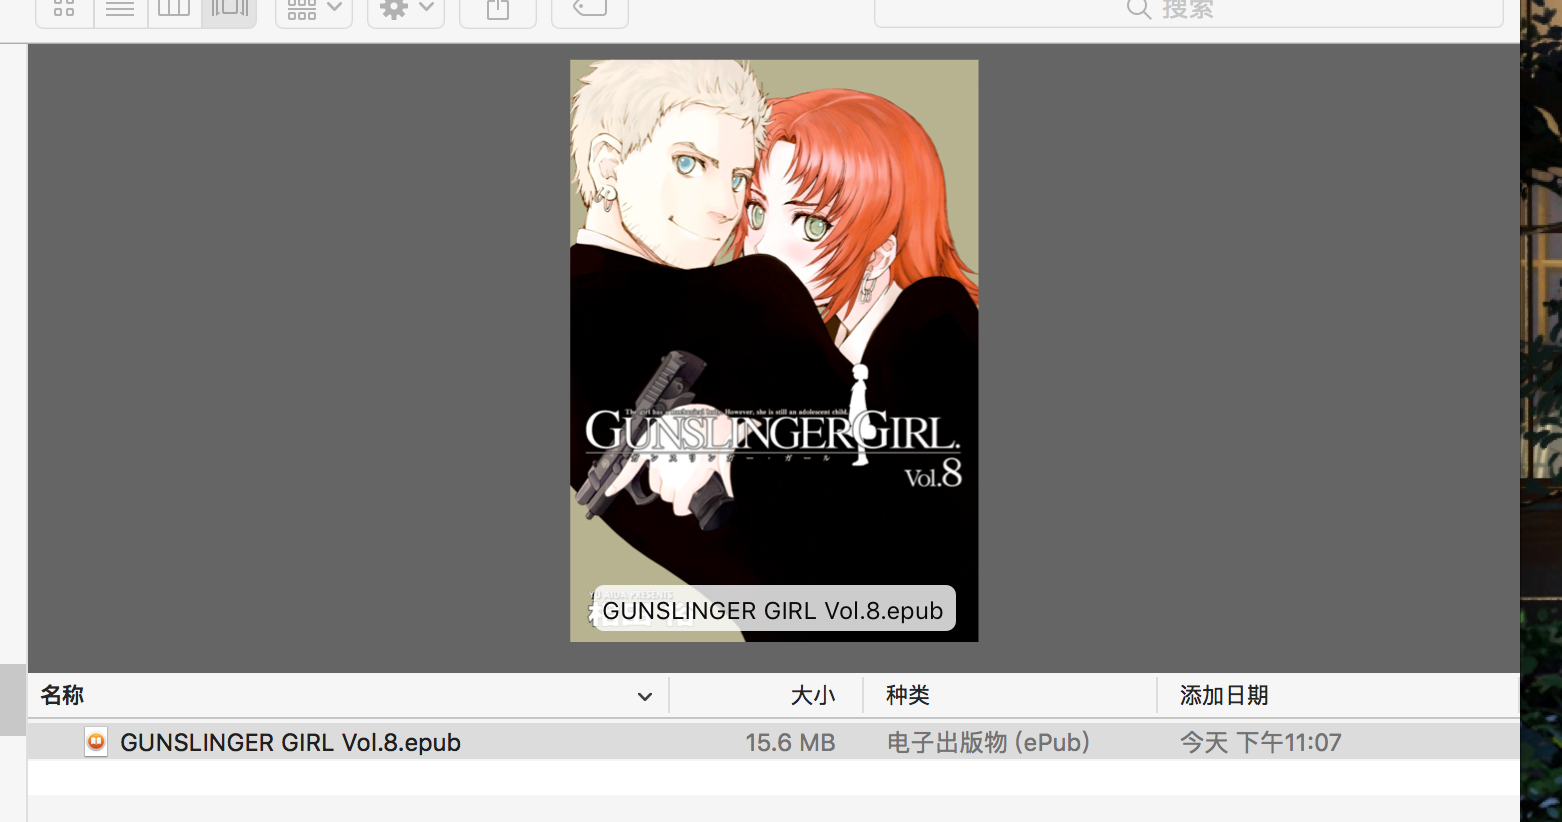 搜索
The girl has a mechanical body. However, she is still an adolescent child.
GUNSLINGER GIRL.
ガンスリンガー・ガール
Vol.8
YU AIDA PRESENTS
GUNSLINGER GIRL Vol.8.epub
名称 大小 种类 添加日期
GUNSLINGER GIRL Vol.8.epub 15.6 MB 电子出版物 (ePub) 今天 下午11:07